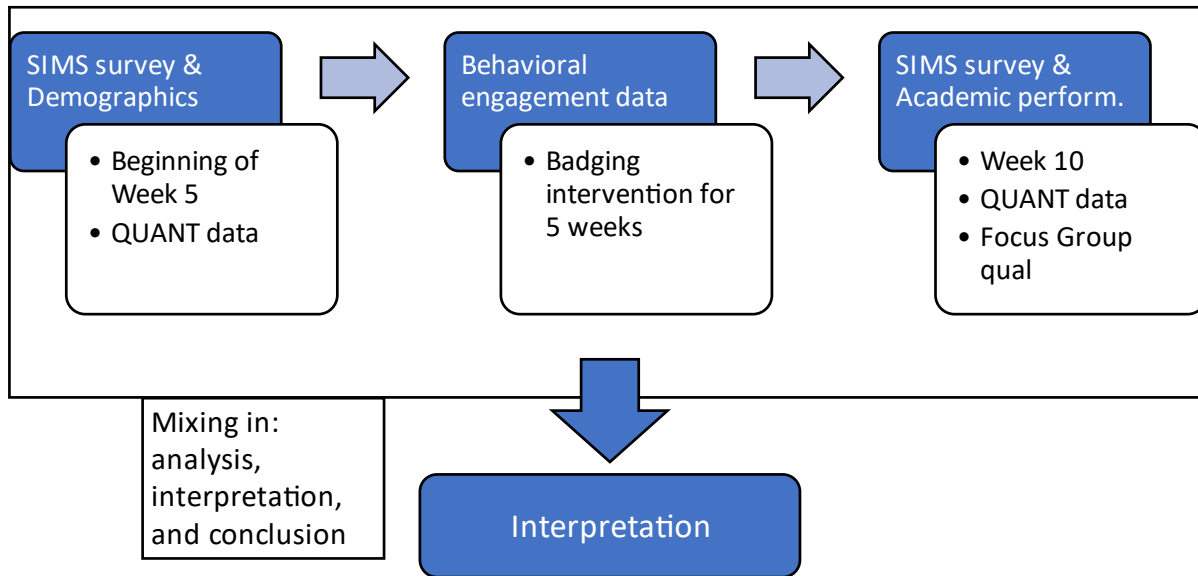 SIMS survey &
Demographics
• Beginning of
Week 5
• QUANT data
Behavioral
engagement data
• Badging
intervention for
5 weeks
SIMS survey &
Academic perform.
• Week 10
• QUANT data
• Focus Group
qual
Mixing in:
analysis,
interpretation,
and conclusion
Interpretation